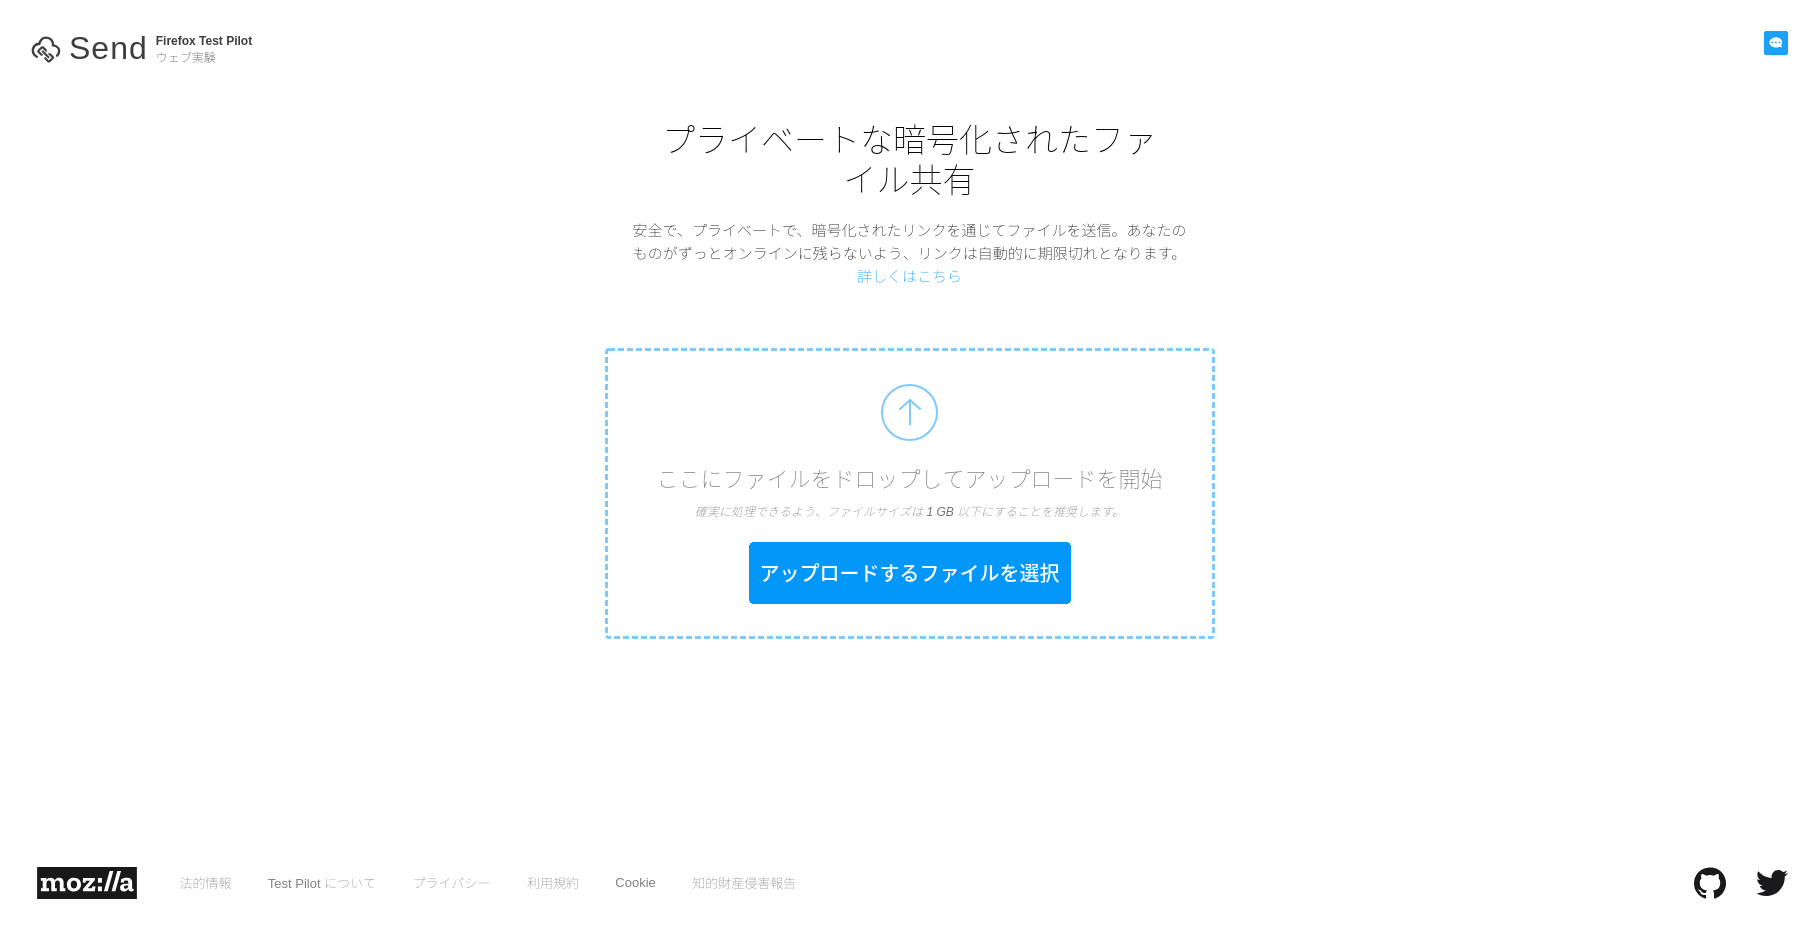 Send
Firefox Test Pilot
ウェブ実験
プライベートな暗号化されたファ
イル共有
安全で、プライベートで、暗号化されたリンクを通じてファイルを送信。あなたの
ものがずっとオンラインに残らないよう、リンクは自動的に期限切れとなります。
詳しくはこちら
ここにファイルをドロップしてアップロードを開始
確実に処理できるよう、ファイルサイズは 1 GB 以下にすることを推奨します。
アップロードするファイルを選択
moz://a 法的情報 Test Pilot について プライバシー 利用規約 Cookie 知的財産侵害報告